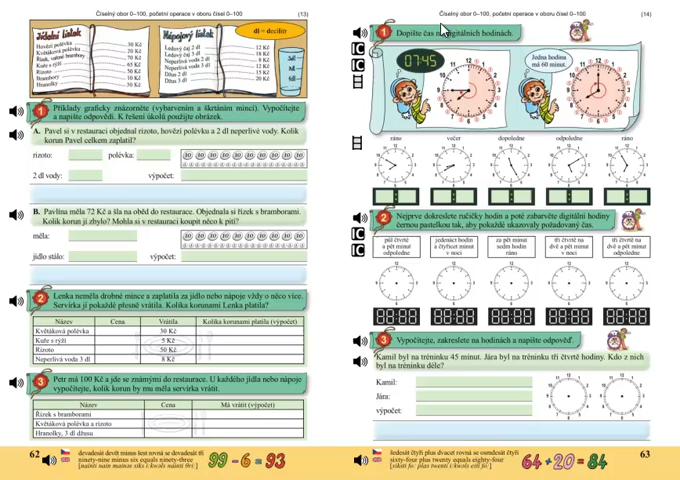 Číselný obor 0–100, početní operace v oboru čísel 0–100
(13)
Jídelní lístek
Hovězí polévka 30 Kč
Květáková polévka 20 Kč
Kuře s rýží
Rizoto
Brambory
Hranolky
Nápojový lístek
Ledový čaj 2 dl 12 Kč
Ledový čaj 3 dl 18 Kč
Neperlivá voda 2 dl 8 Kč
Neperlivá voda 3 dl 12 Kč
Džus 2 dl 15 Kč
Džus 3 dl 20 Kč
dl = decilitr
1 Příklady graficky znázorněte (vybarvením a škrtáním mincí). Vypočítejte
a napište odpovědi. K řešení úkolů použijte obrázek.
A. Pavel si v restauraci objednal rizoto, hovězí polévku a 2 dl neperlivé vody. Kolik
korun Pavel celkem zaplatil?
rizoto: polévka:
2 dl vody: výpočet:
B. Pavlína měla 72 Kč a šla na oběd do restaurace. Objednala si řízek s bramborami.
Kolik korun jí zbylo? Mohla si v restauraci koupit něco k pití?
měla:
jídlo stálo: výpočet:
2 Lenka neměla drobné mince a zaplatila za jídlo nebo nápoje vždy o něco více.
Servírka jí pokaždé přesně vrátila. Kolika korunami Lenka platila?
Název Cena Vrátila Kolika korunami platila (výpočet)
Květáková polévka 30 Kč
Kuře s rýží 5 Kč
Rizoto 50 Kč
Neperlivá voda 3 dl 8 Kč
3 Petr má 100 Kč a jde se známými do restaurace. U každého jídla nebo nápoje
vypočítejte, kolik korun by mu měla servírka vrátit.
Název Cena Má vrátit (výpočet)
Řízek s bramborami
Květáková polévka a rizoto
Hranolky, 3 dl džusu
62
devadesát devět minus šest rovná se devadesát tři
ninety-nine minus six equals ninety-three
99 – 6 = 93
Číselný obor 0–100, početní operace v oboru čísel 0–100
(14)
1 Dopište čas na digitálních hodinách.
07:45
Jedna hodina
má 60 minut.
ráno večer dopoledne odpoledne ráno
2 Nejprve dokreslete ručičky hodin a poté zabarvěte digitální hodiny
černou pastelkou tak, aby pokaždé ukazovaly požadovaný čas.
půl čtvrté
a pět minut
odpoledne
jedenáct hodin
a čtyřicet minut
v noci
za pět minut
sedm hodin
ráno
tři čtvrtě na
dvě a pět minut
v noci
tři čtvrtě na
dvě a pět minut
odpoledne
88:88 88:88 88:88 88:88 88:88
3 Vypočítejte, zakreslete na hodinách a napište odpověď.
Kamil byl na tréninku 45 minut. Jára byl na tréninku tři čtvrtě hodiny. Kdo z nich
byl na tréninku déle?
Kamil:
Jára:
výpočet:
šedesát čtyři plus dvacet rovná se osmdesát čtyři
sixty-four plus twenty equals eighty-four
64 + 20 = 84
63